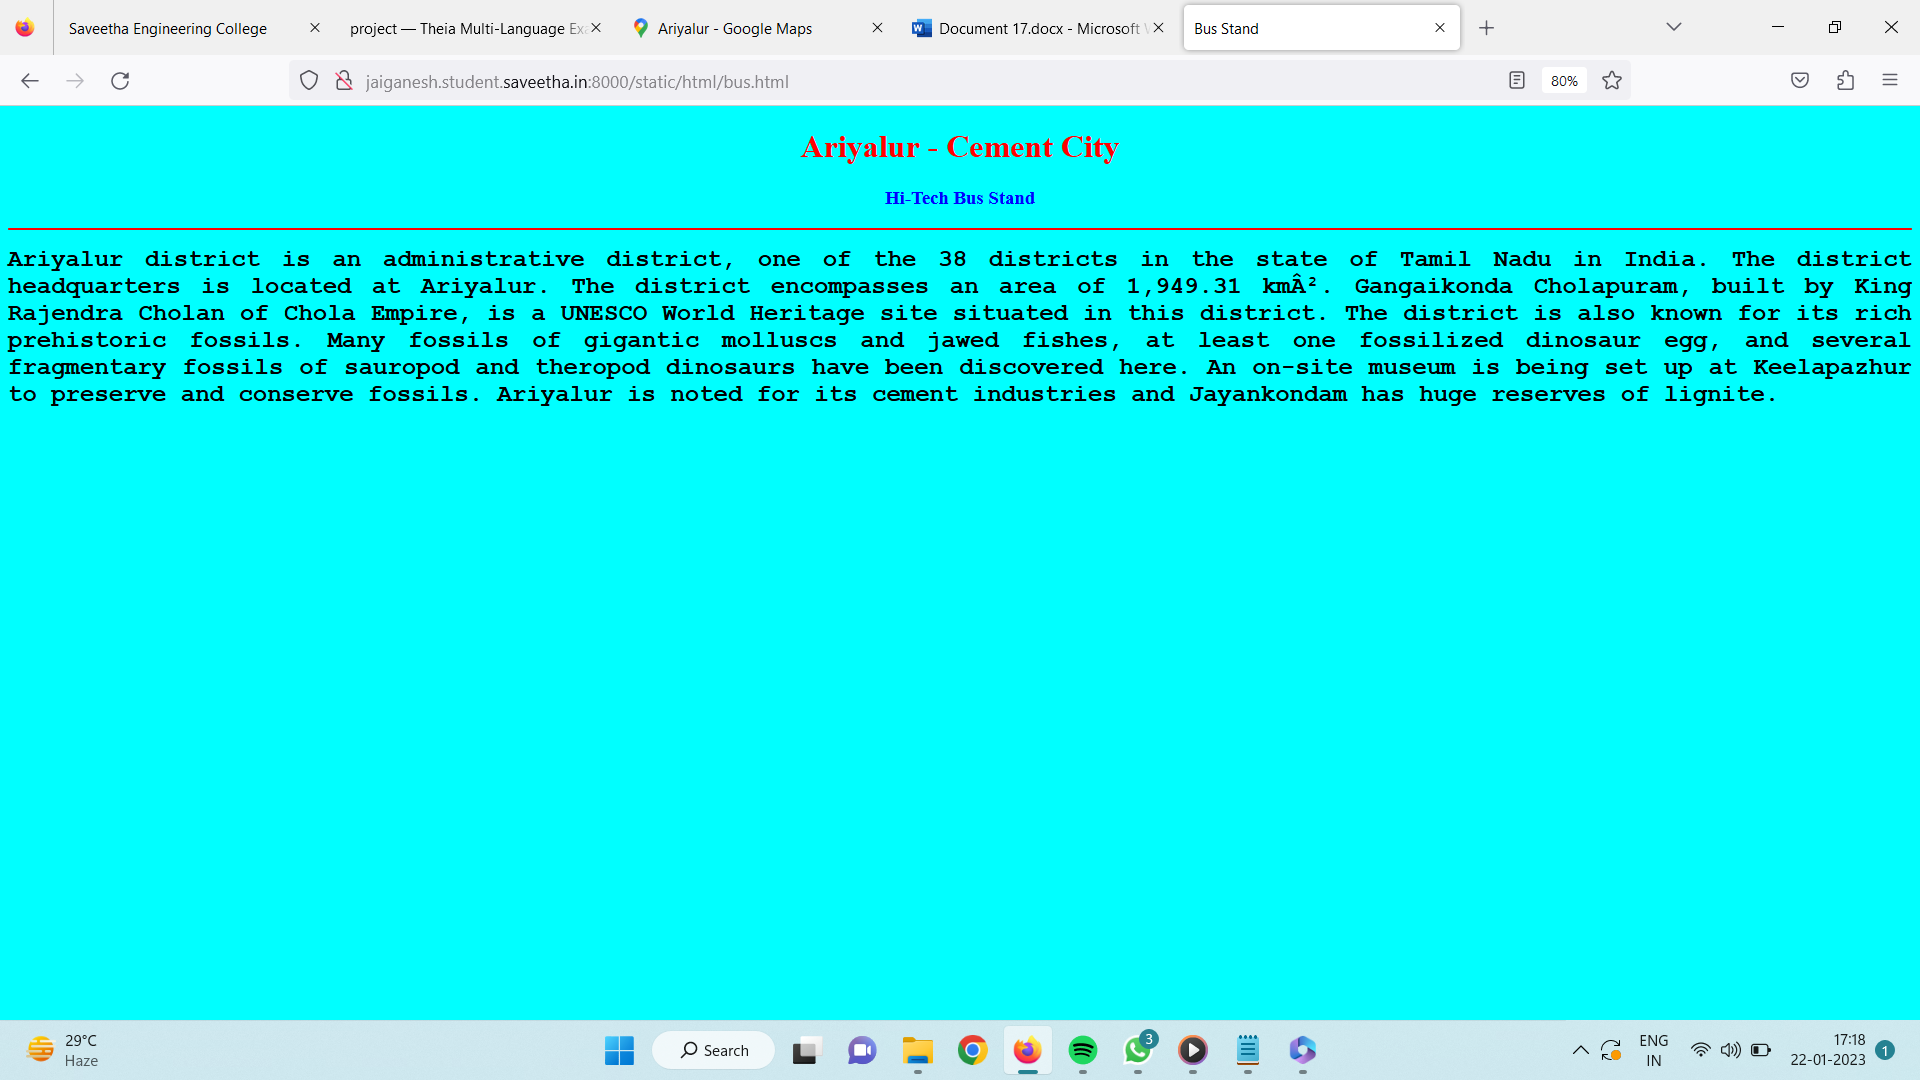 Saveetha Engineering College
project — Theia Multi-Language Ex
Ariyalur - Google Maps
Document 17.docx - Microsoft
Bus Stand
jaiganesh.student.saveetha.in:8000/static/html/bus.html
80%
Ariyalur - Cement City
Hi-Tech Bus Stand
Ariyalur district is an administrative district, one of the 38 districts in the state of Tamil Nadu in India. The district
headquarters is located at Ariyalur. The district encompasses an area of 1,949.31 kmÂ². Gangaikonda Cholapuram, built by King
Rajendra Cholan of Chola Empire, is a UNESCO World Heritage site situated in this district. The district is also known for its rich
prehistoric fossils. Many fossils of gigantic molluscs and jawed fishes, at least one fossilized dinosaur egg, and several
fragmentary fossils of sauropod and theropod dinosaurs have been discovered here. An on-site museum is being set up at Keelapazhur
to preserve and conserve fossils. Ariyalur is noted for its cement industries and Jayankondam has huge reserves of lignite.
29°C
Haze
Search
3
ENG
IN
17:18
22-01-2023
1